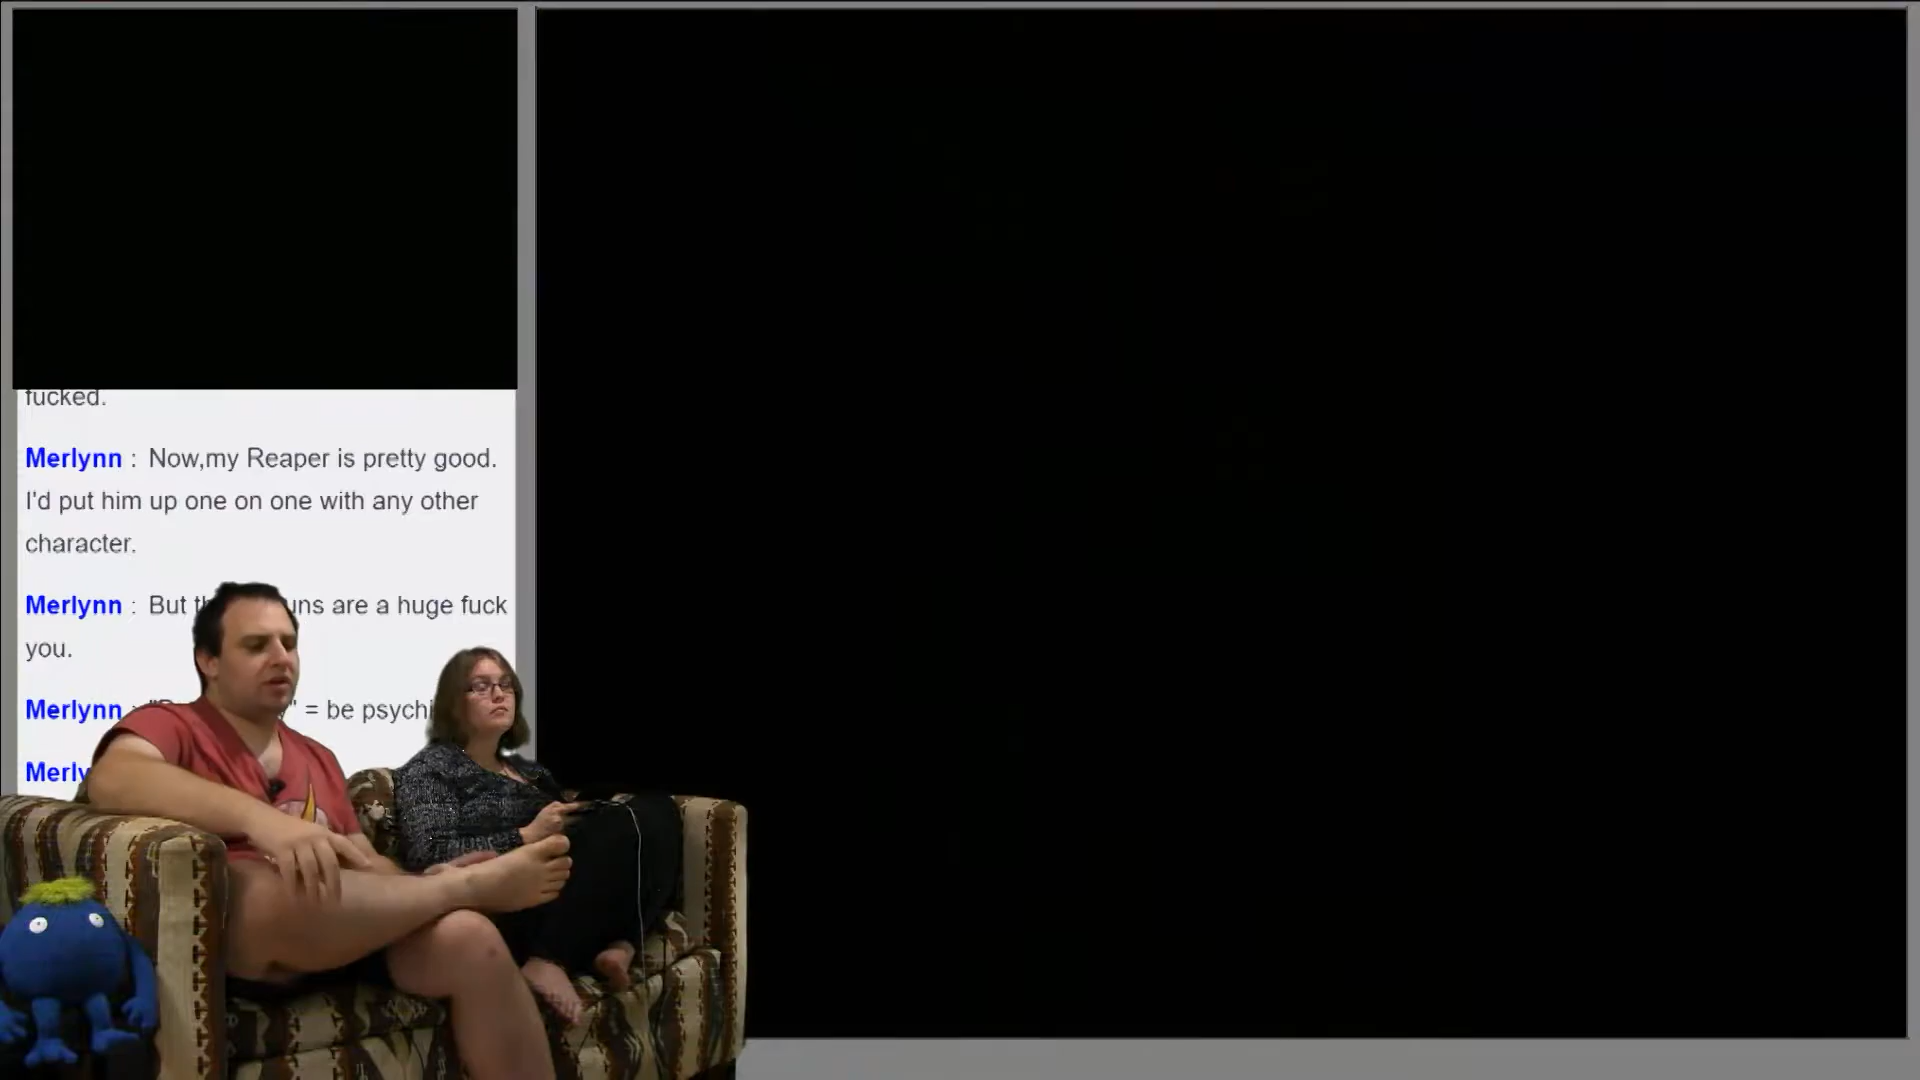 fucked.
Merlynn : Now,my Reaper is pretty good.
I'd put him up one on one with any other
character.
Merlynn : But uns are a huge fuck
you.
Merlynn : " = be psychi
Merly